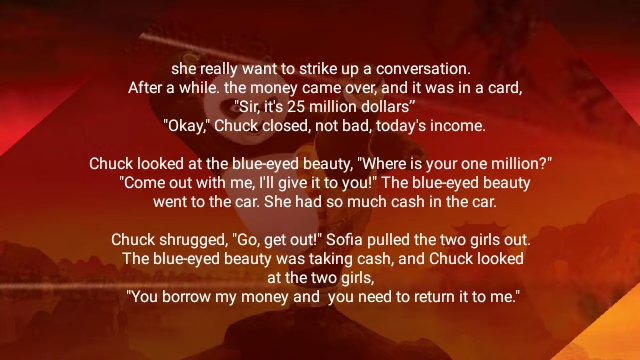 she really want to strike up a conversation.
After a while. the money came over, and it was in a card,
"Sir, it's 25 million dollars”
"Okay," Chuck closed, not bad, today's income.
Chuck looked at the blue-eyed beauty, "Where is your one million?"
"Come out with me, I'll give it to you!" The blue-eyed beauty
went to the car. She had so much cash in the car.
Chuck shrugged, "Go, get out!" Sofia pulled the two girls out.
The blue-eyed beauty was taking cash, and Chuck looked
at the two girls,
"You borrow my money and  you need to return it to me."